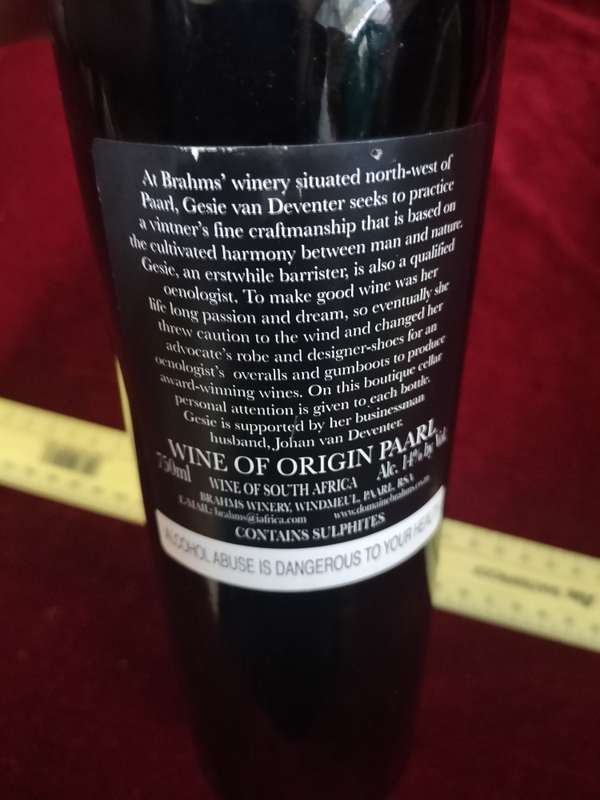 At Brahms' winery situated north-west of
Paarl, Gesie van Deventer seeks to practice
a vintner's fine craftmanship that is based on
the cultivated harmony between man and nature.
Gesie, an erstwhile barrister, is also a qualified
oenologist. To make good wine was her
life long passion and dream, so eventually she
threw caution to the wind and changed her
advocate's robe and designer-shoes for an
oenologist's overalls and gumboots to produce
award-winning wines. On this boutique cellar
personal attention is given to each bottle.
Gesie is supported by her businessman
husband, Johan van Deventer.
WINE OF ORIGIN PAARL
750ml WINE OF SOUTH AFRICA Alc. 14% by Vol.
BRAHMS WINERY, WINDMEUL, PAARL, RSA
E-MAIL: brahms@iafrica.com www.domainebrahms.com
CONTAINS SULPHITES
ALCOHOL ABUSE IS DANGEROUS TO YOUR HEALTH